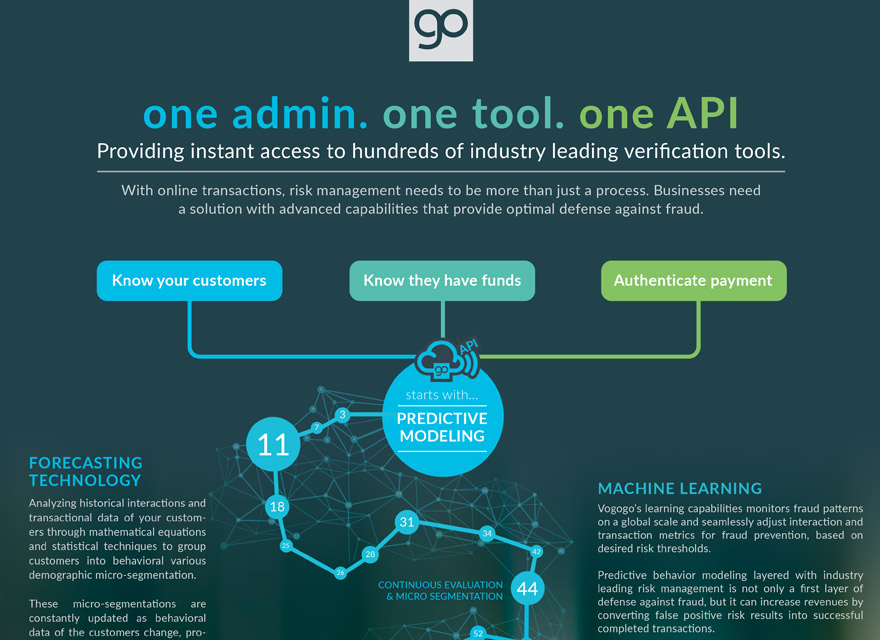 go
one admin. one tool. one API
Providing instant access to hundreds of industry leading verification tools.
With online transactions, risk management needs to be more than just a process. Businesses need
a solution with advanced capabilities that provide optimal defense against fraud.
Know your customers
Know they have funds
Authenticate payment
API
go
starts with...
PREDICTIVE
MODELING
3
7
11
18
25
26
28
31
34
42
44
52
CONTINUOUS EVALUATION
& MICRO SEGMENTATION
FORECASTING
TECHNOLOGY
Analyzing historical interactions and
transactional data of your custom-
ers through mathematical equations
and statistical techniques to group
customers into behavioral various
demographic micro-segmentation.
These micro-segmentations are
constantly updated as behavioral
data of the customers change, pro-
MACHINE LEARNING
Vogogo's learning capabilities monitors fraud patterns
on a global scale and seamlessly adjust interaction and
transaction metrics for fraud prevention, based on
desired risk thresholds.
Predictive behavior modeling layered with industry
leading risk management is not only a first layer of
defense against fraud, but it can increase revenues by
converting false positive risk results into successful
completed transactions.